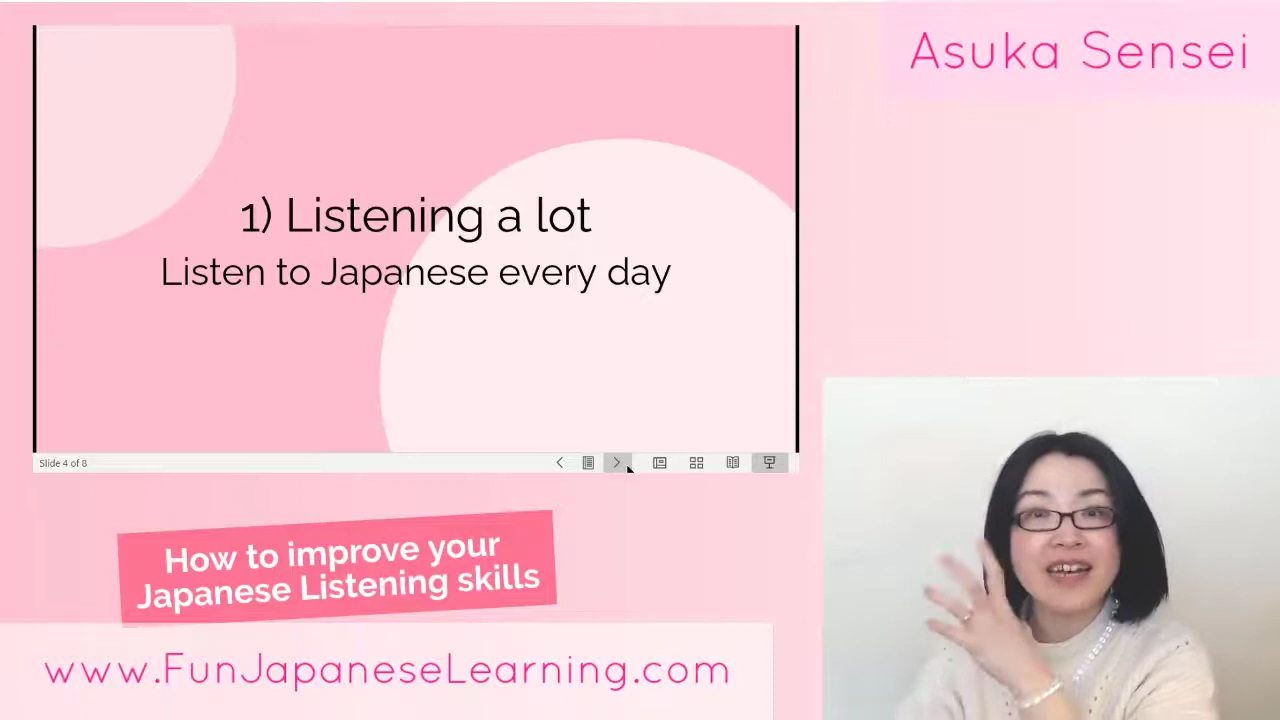 Asuka Sensei
1) Listening a lot
Listen to Japanese every day
Slide 4 of 8
How to improve your
Japanese Listening skills
www.FunJapaneseLearning.com